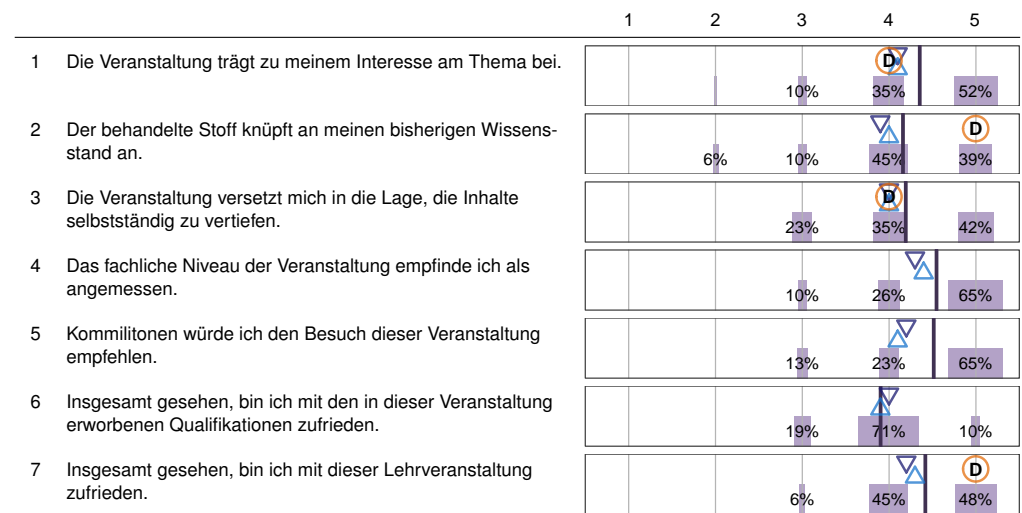 1 2 3 4 5
1 Die Veranstaltung trägt zu meinem Interesse am Thema bei.
D
10% 35% 52%
2 Der behandelte Stoff knüpft an meinen bisherigen Wissens-
stand an.
D
6% 10% 45% 39%
3 Die Veranstaltung versetzt mich in die Lage, die Inhalte
selbstständig zu vertiefen.
D
23% 35% 42%
4 Das fachliche Niveau der Veranstaltung empfinde ich als
angemessen.
10% 26% 65%
5 Kommilitonen würde ich den Besuch dieser Veranstaltung
empfehlen.
13% 23% 65%
6 Insgesamt gesehen, bin ich mit den in dieser Veranstaltung
erworbenen Qualifikationen zufrieden.
19% 71% 10%
7 Insgesamt gesehen, bin ich mit dieser Lehrveranstaltung
zufrieden.
D
6% 45% 48%